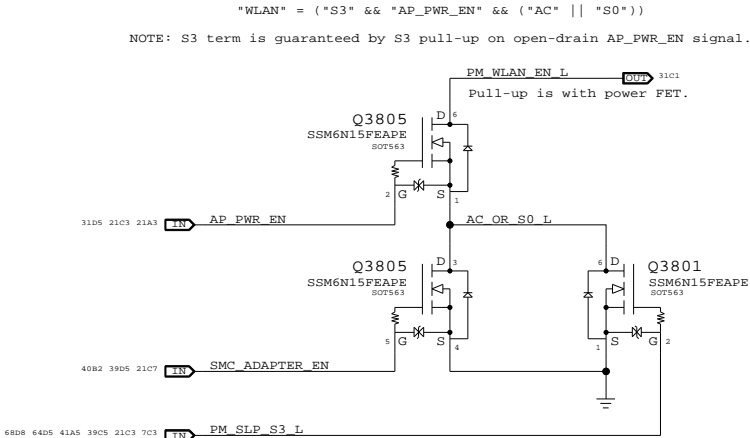 "WLAN" = ("S3" && "AP_PWR_EN" && ("AC" || "S0"))
NOTE: S3 term is guaranteed by S3 pull-up on open-drain AP_PWR_EN signal.
PM_WLAN_EN_L
OUT 31C1
Pull-up is with power FET.
Q3805
SSM6N15FEAPE
SOT563
D 6
2 G S 1
31D5 21C3 21A3 IN AP_PWR_EN
AC_OR_S0_L
Q3805
SSM6N15FEAPE
SOT563
D 3
5 G S 4
6 D
Q3801
SSM6N15FEAPE
SOT563
1 S G 2
40B2 39D5 21C7 IN SMC_ADAPTER_EN
68D8 64D5 41A5 39C5 21C3 7C3 IN PM_SLP_S3_L